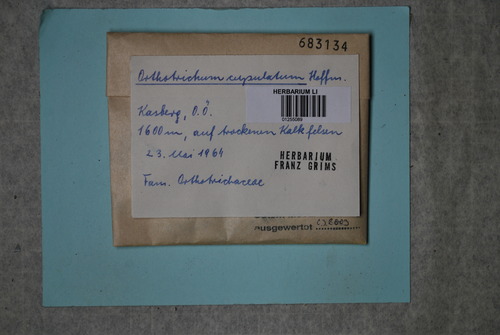 683134
Orthotrichum cupulatum Hoffm.
HERBARIUM LI
01255089
Kasberg, O.Ö.
1600 m, auf trockenen Kalkfelsen
23. Mai 1964
HERBARIUM
FRANZ GRIMS
Fam. Orthotrichaceae
ausgewertet